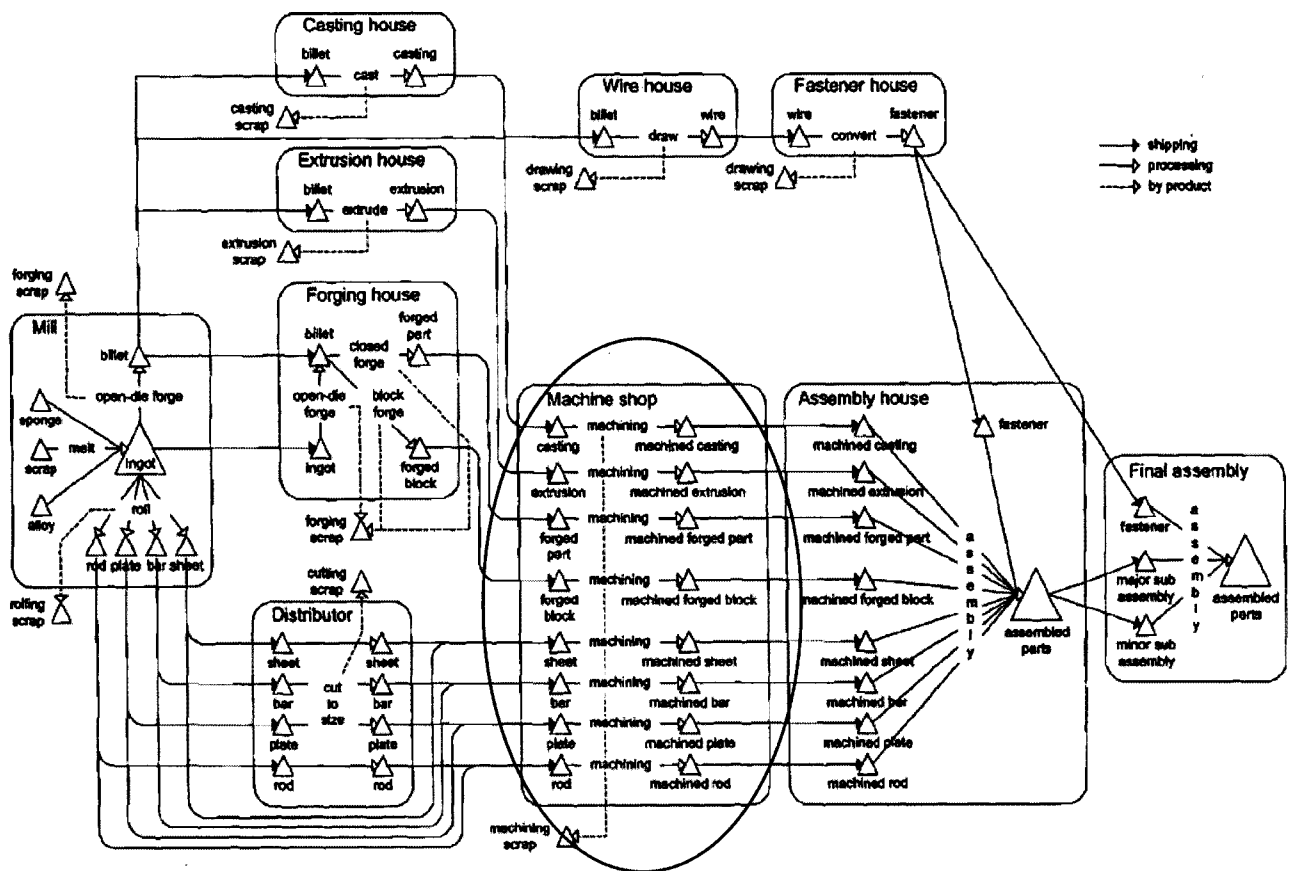 Casting house
billet
casting
cast
casting
scrap
Wire house
billet
wire
draw
drawing
scrap
Fastener house
wire
fastener
convert
drawing
scrap
shipping
processing
by product
Extrusion house
billet
extrusion
extrude
extrusion
scrap
forging
scrap
Mill
billet
open-die forge
sponge
scrap
melt
ingot
alloy
roll
rod
plate
bar
sheet
rolling
scrap
Forging house
billet
closed
forge
forged
part
open-die
forge
block
forge
ingot
forged
block
forging
scrap
cutting
scrap
Distributor
sheet
sheet
bar
cut
to
size
bar
plate
plate
rod
rod
Machine shop
casting
machining
machined casting
extrusion
machining
machined extrusion
forged
part
machining
machined forged part
forged
block
machining
machined forged block
sheet
machining
machined sheet
bar
machining
machined bar
plate
machining
machined plate
rod
machining
machined rod
machining
scrap
Assembly house
fastener
machined casting
machined extrusion
machined forged part
machined forged block
machined sheet
machined bar
machined plate
machined rod
assembly
assembled
parts
Final assembly
fastener
major sub
assembly
minor sub
assembly
assembly
assembled
parts